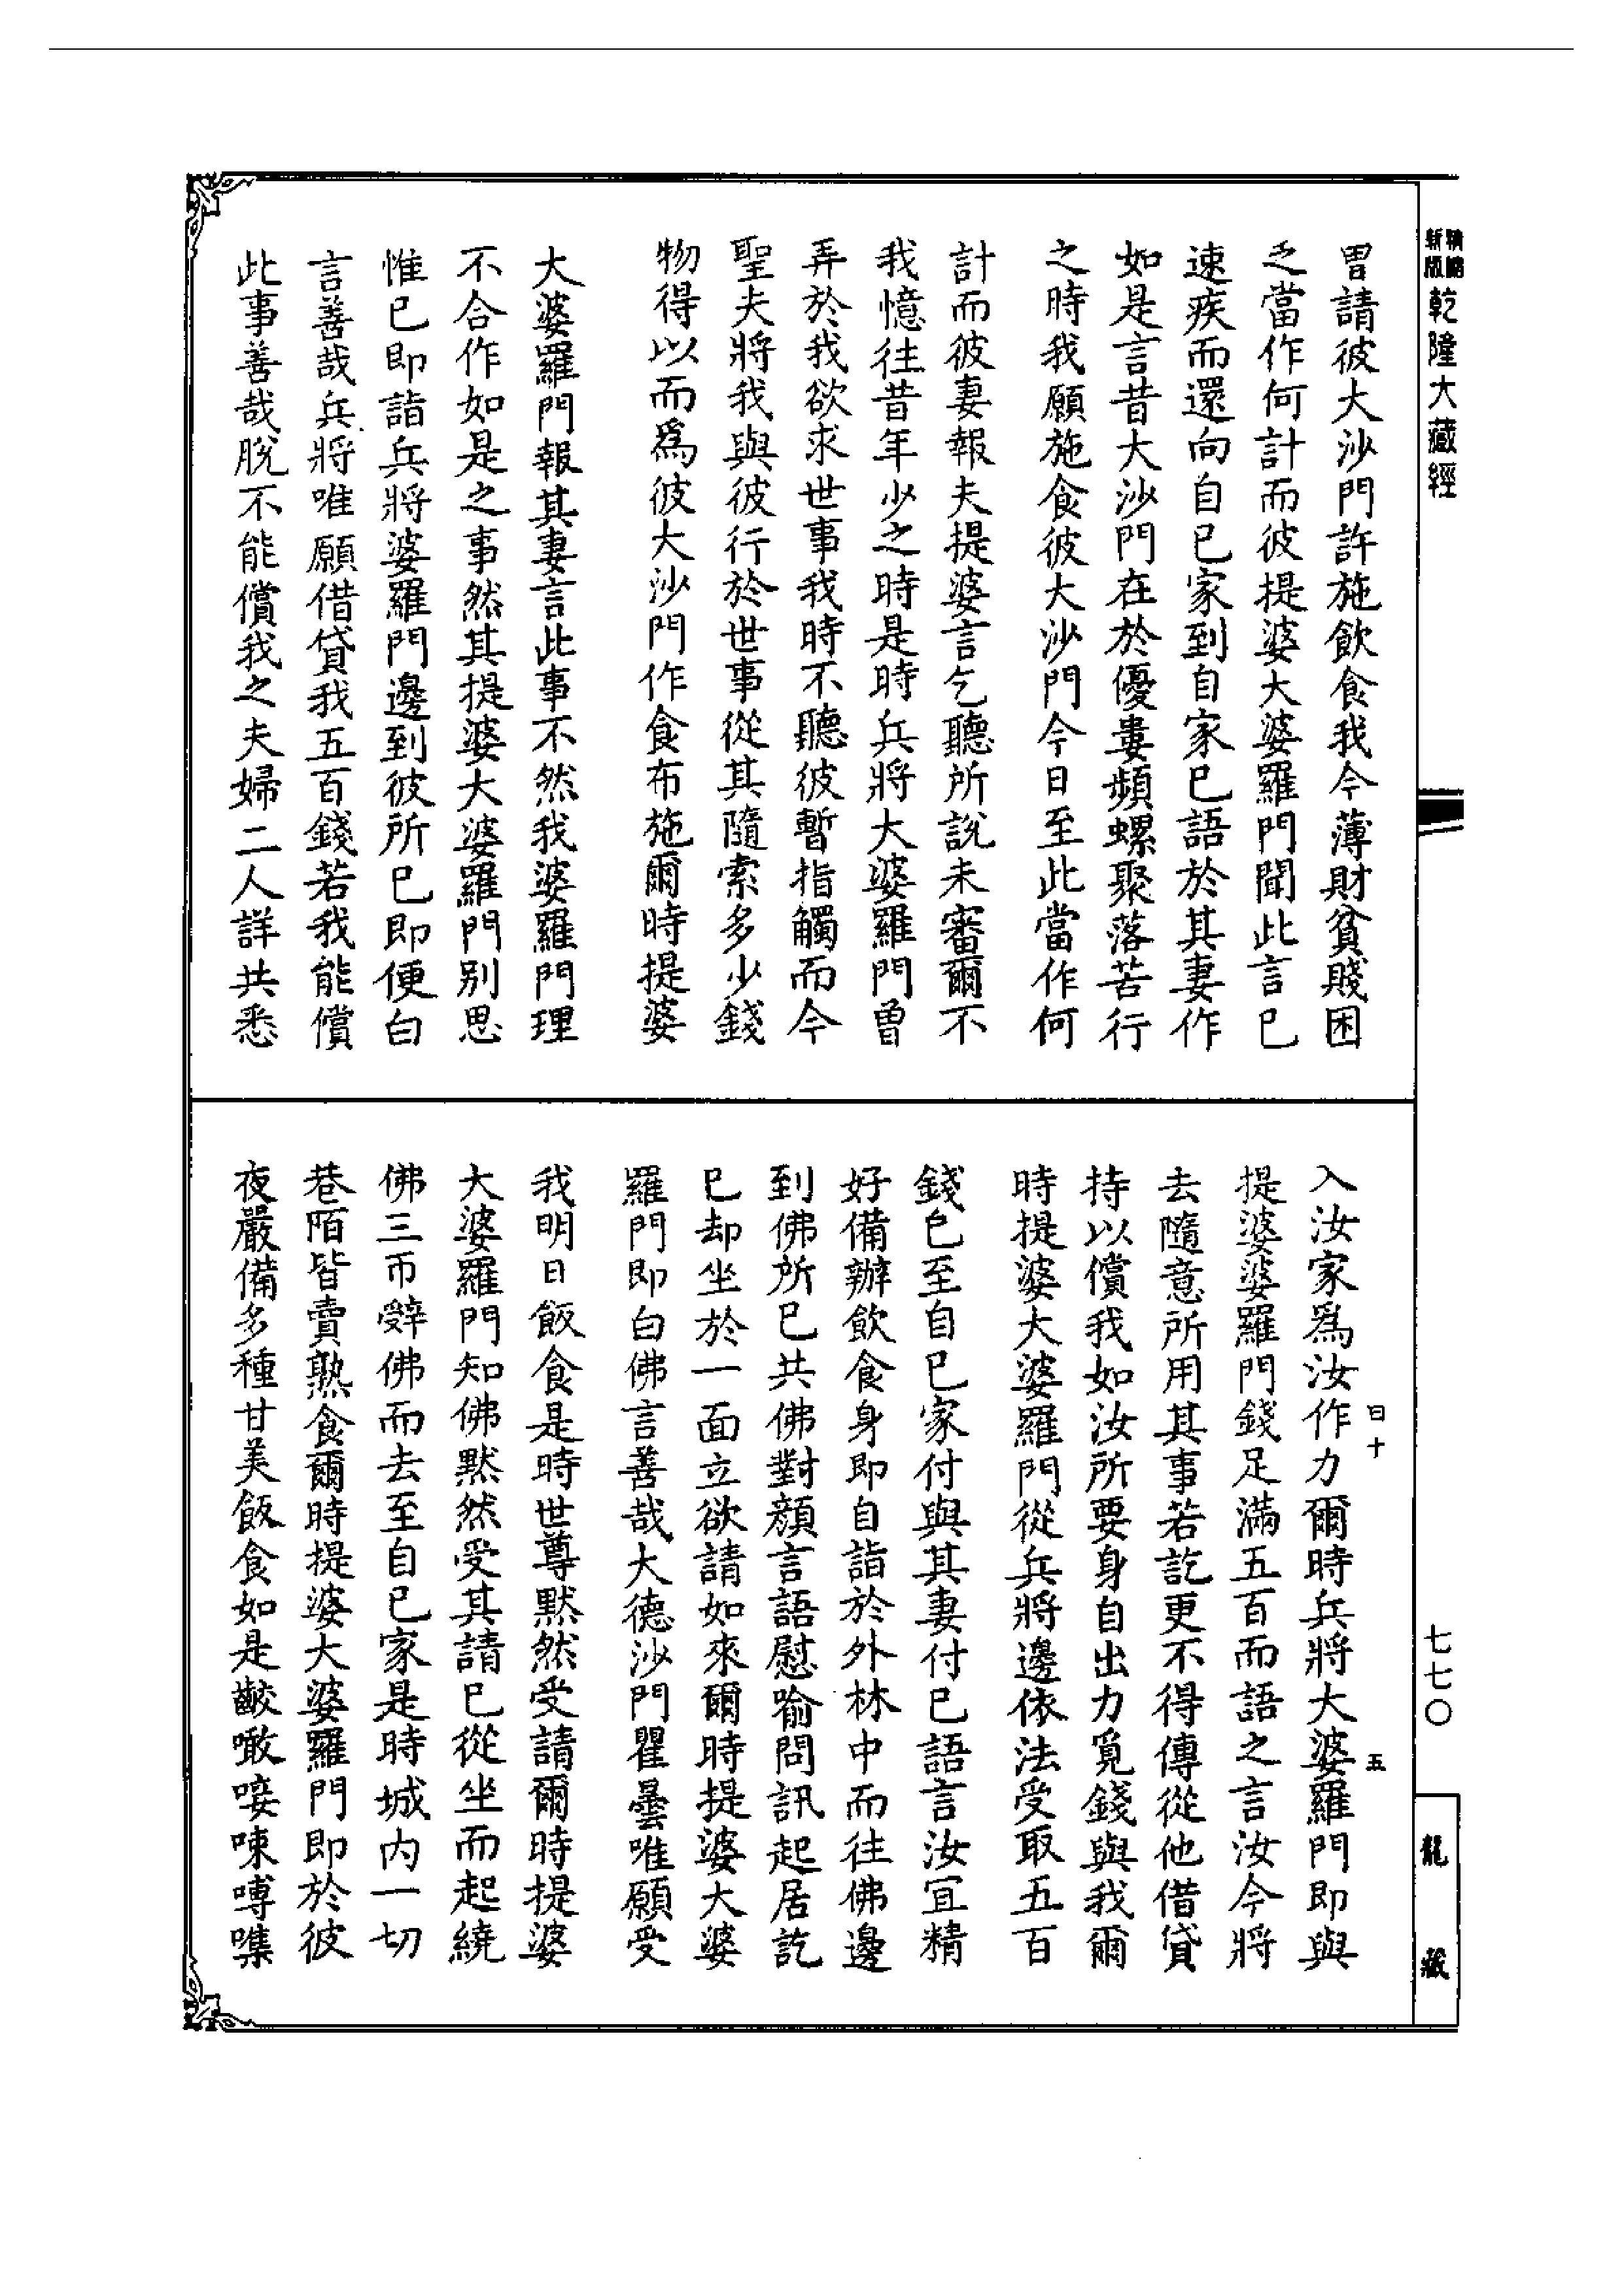 新版 精縮 乾隆大藏經
冑請彼大沙門許施飲食我今薄財貧賤困
乏當作何計而彼提婆大婆羅門聞此言已
速疾而還向自已家到自家已語於其妻作
如是言昔大沙門在於優婁頻螺聚落苦行
之時我願施食彼大沙門今日至此當作何
計而彼妻報夫提婆言乞聽所說未審爾不
我憶往昔年少之時是時兵將大婆羅門曾
弄於我欲求世事我時不聽彼暫指觸而今
聖夫將我與彼行於世事從其隨索多少錢
物得以而爲彼大沙門作食布施爾時提婆
大婆羅門報其妻言此事不然我婆羅門理
不合作如是之事然其提婆大婆羅門別思
惟已即詣兵將婆羅門邊到彼所已即便白
言善哉兵將唯願借貸我五百錢若我能償
此事善哉脫不能償我之夫婦二人詳共悉
入汝家爲汝作力爾時兵將大婆羅門即與
提婆婆羅門錢足滿五百而語之言汝今將
去隨意所用其事若訖更不得傳從他借貸
持以償我如汝所要身自出力覓錢與我爾
時提婆大婆羅門從兵將邊依法受取五百
錢已至自已家付與其妻付已語言汝宜精
好備辦飲食身即自詣於外林中而往佛邊
到佛所已共佛對顏言語慰喻問訊起居訖
已却坐於一面立欲請如來爾時提婆大婆
羅門即白佛言善哉大德沙門瞿曇唯願受
我明日飯食是時世尊默然受請爾時提婆
大婆羅門知佛默然受其請已從坐而起繞
佛三帀辤佛而去至自已家是時城內一切
巷陌皆賣熟食爾時提婆大婆羅門即於彼
夜嚴備多種甘美飯食如是齩噉唼㖨嗼㗱
曰十
五
七七〇
龍藏